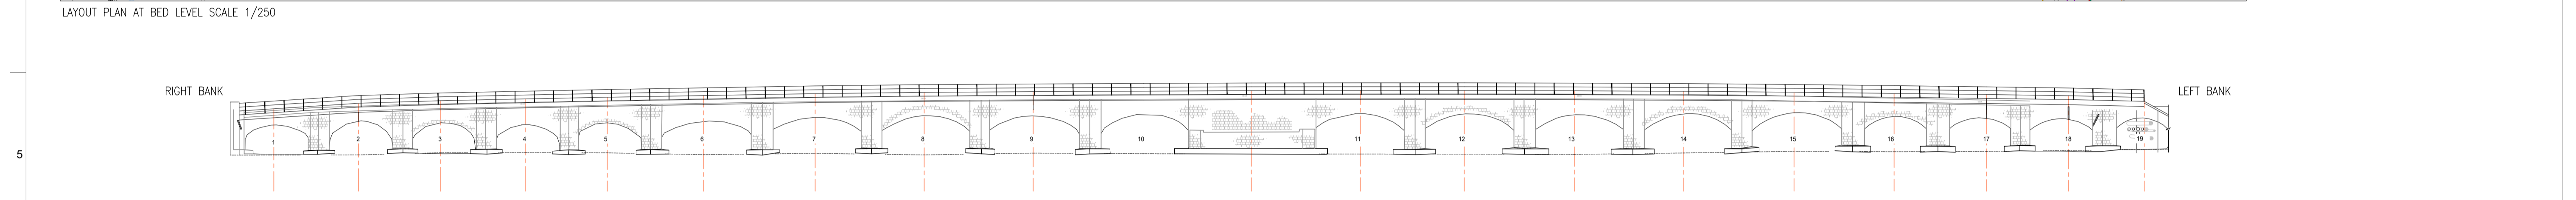 LAYOUT PLAN AT BED LEVEL SCALE 1/250
RIGHT BANK
LEFT BANK
1 2 3 4 5 6 7 8 9 10 11 12 13 14 15 16 17 18 19
5